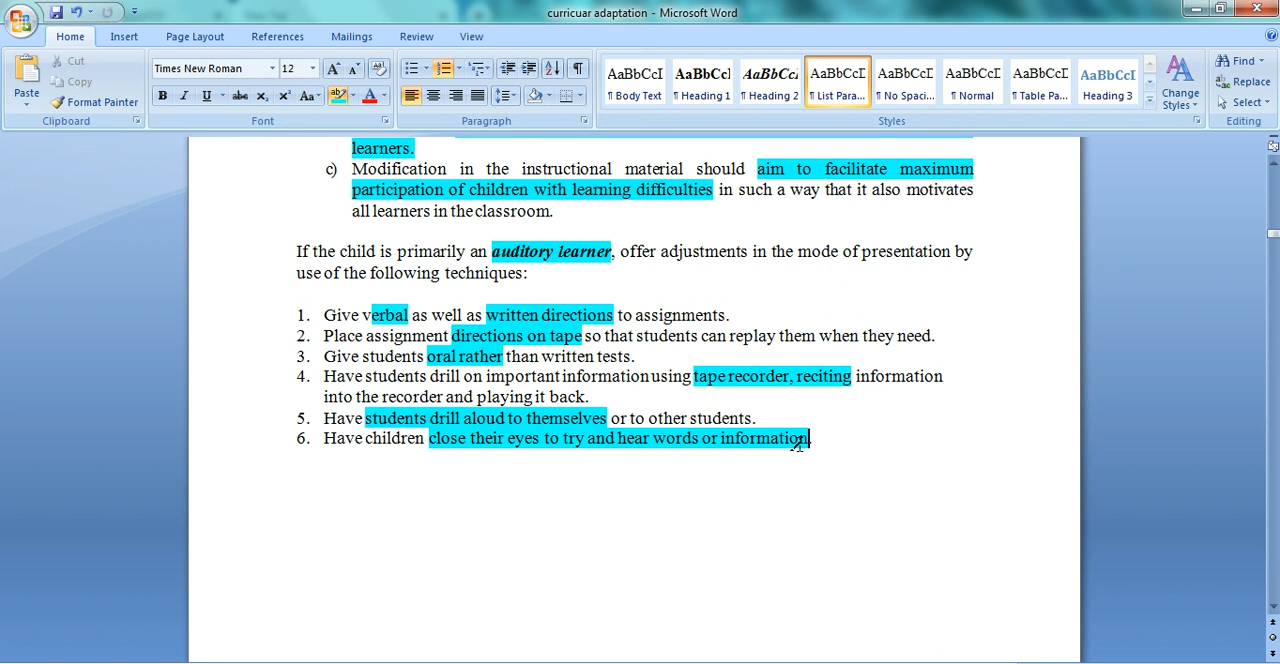 curricuar adaptation - Microsoft Word
Home Insert Page Layout References Mailings Review View
Paste
Cut
Copy
Format Painter
Clipboard
Times New Roman 12
B I U abc X₂ X² Aa A
Font
Paragraph
AaBbCcI AaBbCcl AaBbCc. AaBbCcI AaBbCcI AaBbCcI AaBbCcI AaBbCcI
¶ Body Text ¶ Heading 1 ¶ Heading 2 ¶ List Para... ¶ No Spaci... ¶ Normal ¶ Table Pa... Heading 3
Styles
Change
Styles
Find
Replace
Select
Editing
learners.
c) Modification in the instructional material should aim to facilitate maximum
participation of children with learning difficulties in such a way that it also motivates
all learners in the classroom.
If the child is primarily an auditory learner, offer adjustments in the mode of presentation by
use of the following techniques:
1. Give verbal as well as written directions to assignments.
2. Place assignment directions on tape so that students can replay them when they need.
3. Give students oral rather than written tests.
4. Have students drill on important information using tape recorder, reciting information
into the recorder and playing it back.
5. Have students drill aloud to themselves or to other students.
6. Have children close their eyes to try and hear words or information.